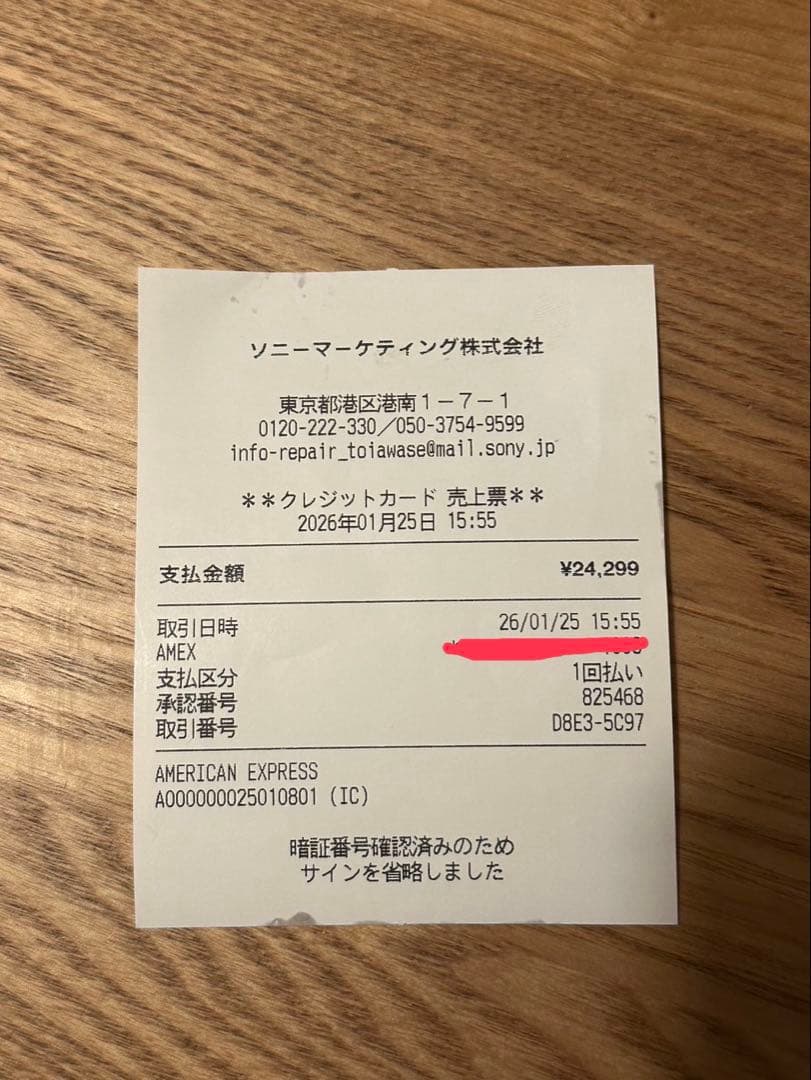 ソニーマーケティング株式会社
東京都港区港南1-7-1
0120-222-330/050-3754-9599
info-repair_toiawase@mail.sony.jp
**クレジットカード 売上票**
2026年01月25日 15:55
支払金額 ¥24,299
取引日時 26/01/25 15:55
AMEX
支払区分 1回払い
承認番号 825468
取引番号 D8E3-5C97
AMERICAN EXPRESS
A000000025010801 (IC)
暗証番号確認済みのため
サインを省略しました